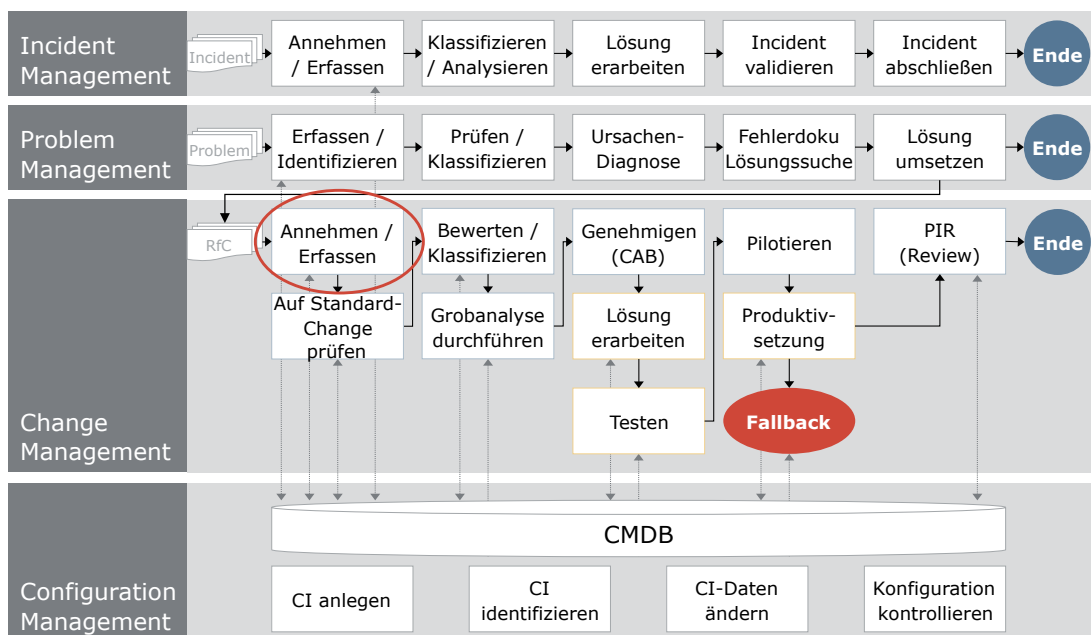 Incident
Management
Incident
Annehmen
/ Erfassen
Klassifizieren
/ Analysieren
Lösung
erarbeiten
Incident
validieren
Incident
abschließen
Ende
Problem
Management
Problem
Erfassen /
Identifizieren
Prüfen /
Klassifizieren
Ursachen-
Diagnose
Fehlerdoku
Lösungssuche
Lösung
umsetzen
Ende
Change
Management
RfC
Annehmen /
Erfassen
Bewerten /
Klassifizieren
Genehmigen
(CAB)
Pilotieren
PIR
(Review)
Ende
Auf Standard-
Change
prüfen
Grobanalyse
durchführen
Lösung
erarbeiten
Produktiv-
setzung
Testen
Fallback
Configuration
Management
CMDB
CI anlegen
CI
identifizieren
CI-Daten
ändern
Konfiguration
kontrollieren